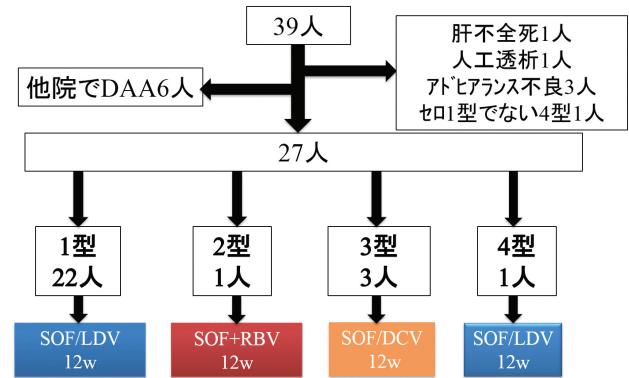 39人
肝不全死1人
人工透析1人
ｱﾄﾞﾋｱﾗﾝｽ不良3人
ｾﾛ1型でない4型1人
他院でDAA6人
27人
1型
22人
2型
1人
3型
3人
4型
1人
SOF/LDV
12w
SOF+RBV
12w
SOF/DCV
12w
SOF/LDV
12w